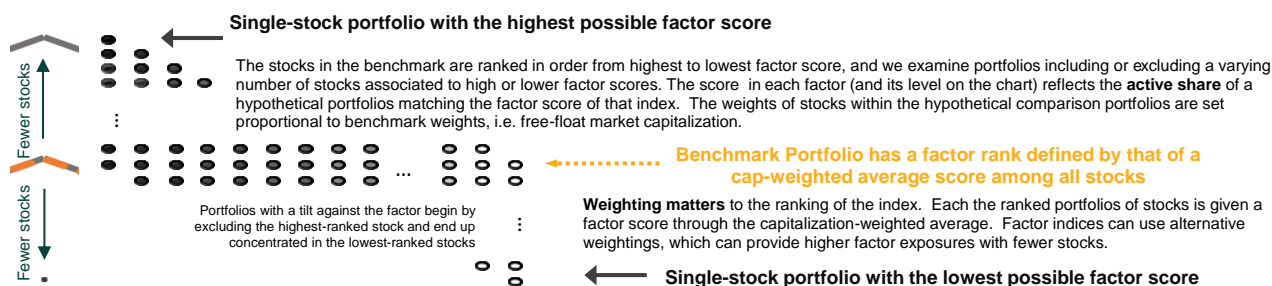 Single-stock portfolio with the highest possible factor score
Fewer stocks
The stocks in the benchmark are ranked in order from highest to lowest factor score, and we examine portfolios including or excluding a varying
number of stocks associated to high or lower factor scores. The score in each factor (and its level on the chart) reflects the active share of a
hypothetical portfolios matching the factor score of that index. The weights of stocks within the hypothetical comparison portfolios are set
proportional to benchmark weights, i.e. free-float market capitalization.
Benchmark Portfolio has a factor rank defined by that of a
cap-weighted average score among all stocks
Fewer stocks
Portfolios with a tilt against the factor begin by
excluding the highest-ranked stock and end up
concentrated in the lowest-ranked stocks
Weighting matters to the ranking of the index. Each the ranked portfolios of stocks is given a
factor score through the capitalization-weighted average. Factor indices can use alternative
weightings, which can provide higher factor exposures with fewer stocks.
Single-stock portfolio with the lowest possible factor score